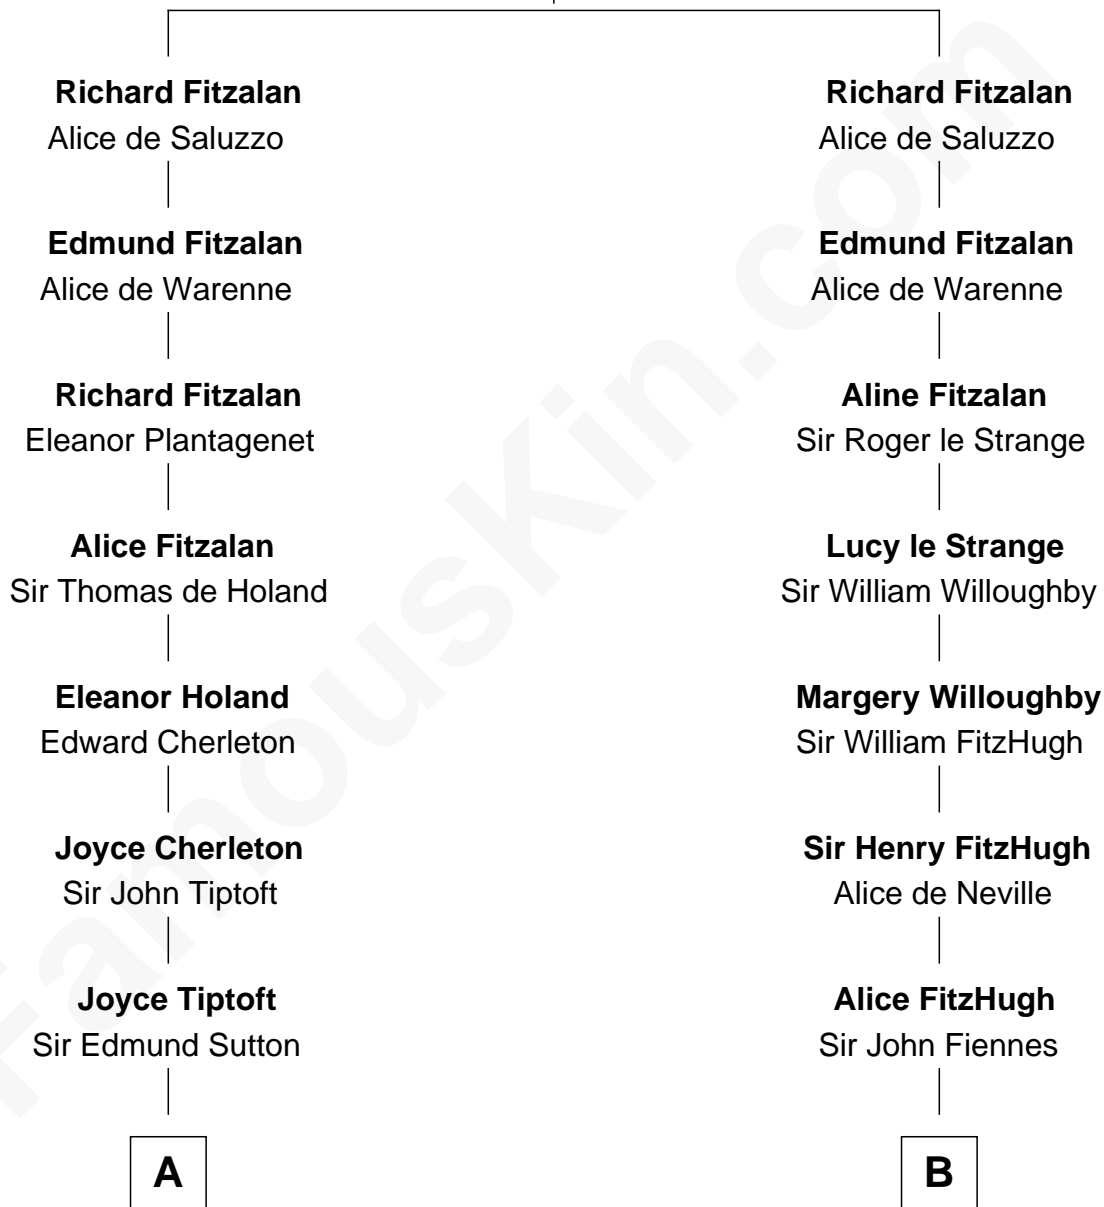 Richard Fitzalan
Alice de Saluzzo
Edmund Fitzalan
Alice de Warenne
Richard Fitzalan
Eleanor Plantagenet
Alice Fitzalan
Sir Thomas de Holand
Eleanor Holand
Edward Cherleton
Joyce Cherleton
Sir John Tiptoft
Joyce Tiptoft
Sir Edmund Sutton
A
Richard Fitzalan
Alice de Saluzzo
Edmund Fitzalan
Alice de Warenne
Aline Fitzalan
Sir Roger le Strange
Lucy le Strange
Sir William Willoughby
Margery Willoughby
Sir William FitzHugh
Sir Henry FitzHugh
Alice de Neville
Alice FitzHugh
Sir John Fiennes
B
FamousKin.com